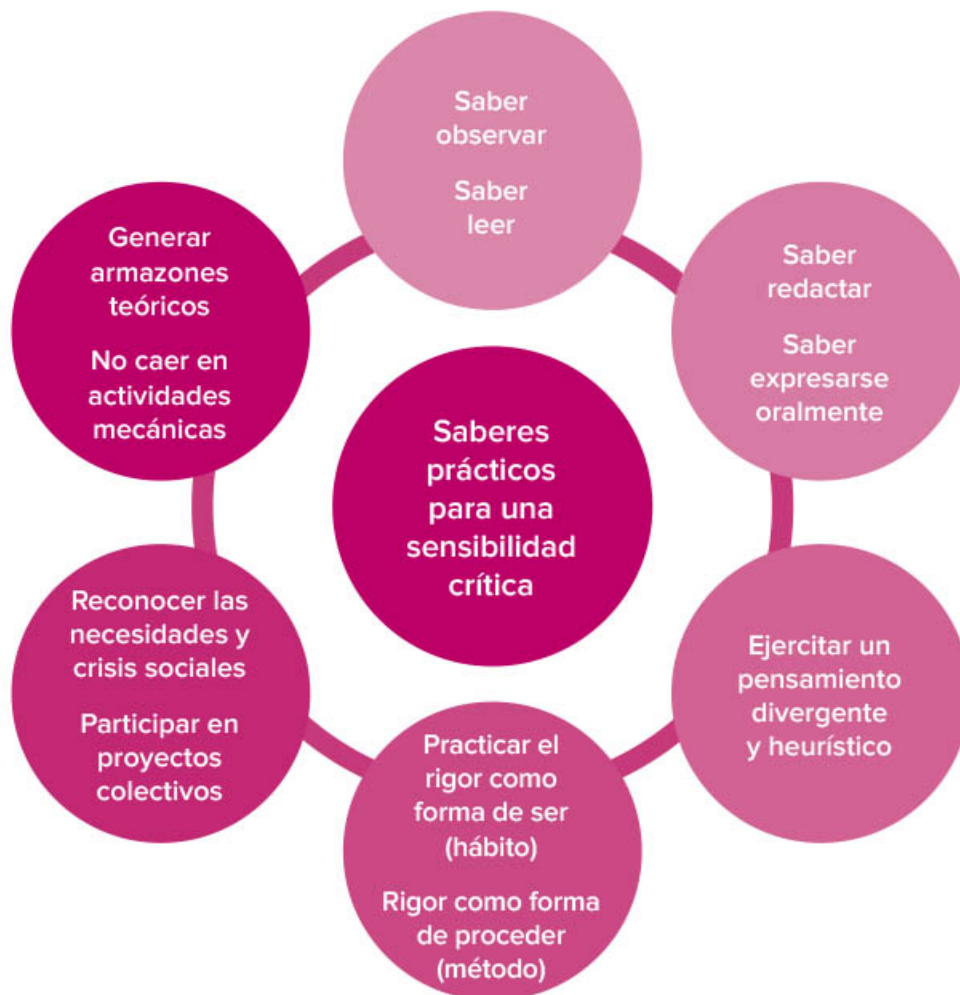 Saber
observar
Saber
leer
Saber
redactar
Saber
expresarse
oralmente
Ejercitar un
pensamiento
divergente
y heurístico
Practicar el
rigor como
forma de ser
(hábito)
Rigor como forma
de proceder
(método)
Reconocer las
necesidades y
crisis sociales
Participar en
proyectos
colectivos
Generar
armazones
teóricos
No caer en
actividades
mecánicas
Saberes
prácticos
para una
sensibilidad
crítica